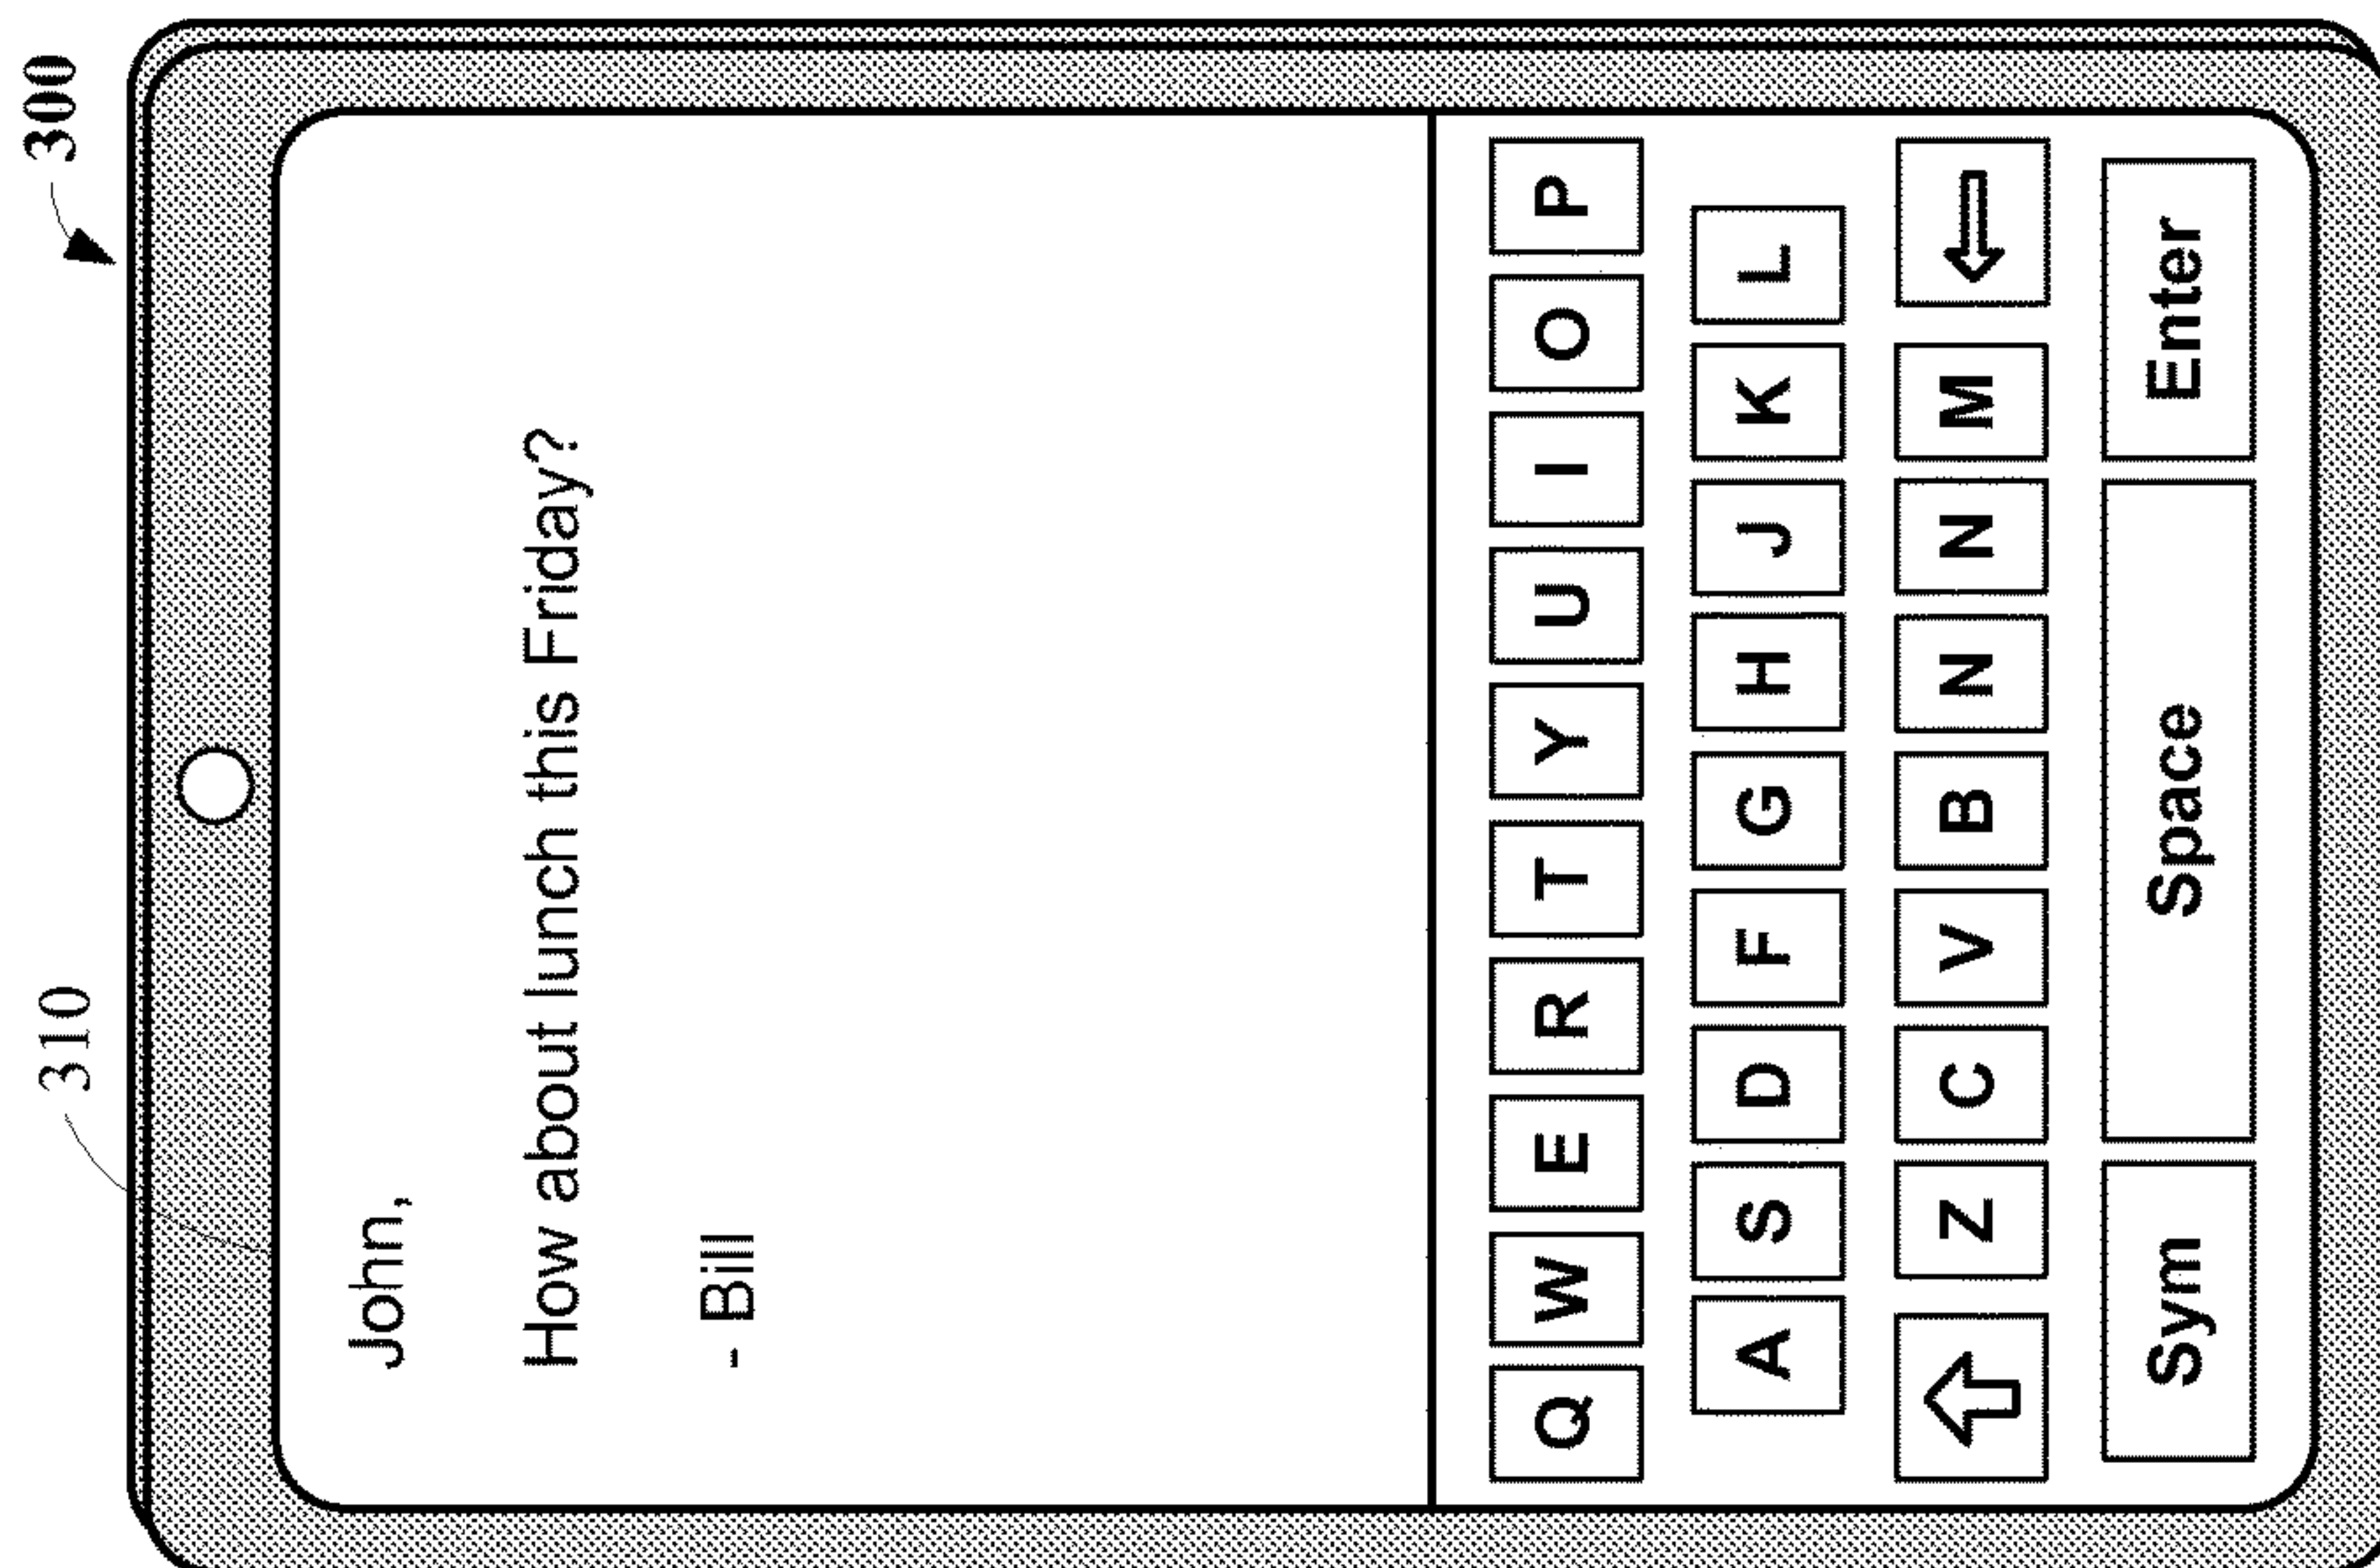 300
310
John,
How about lunch this Friday?
- Bill
Q W E R T Y U I O P
A S D F G H J K L
Z C V B N N M
Sym Space Enter